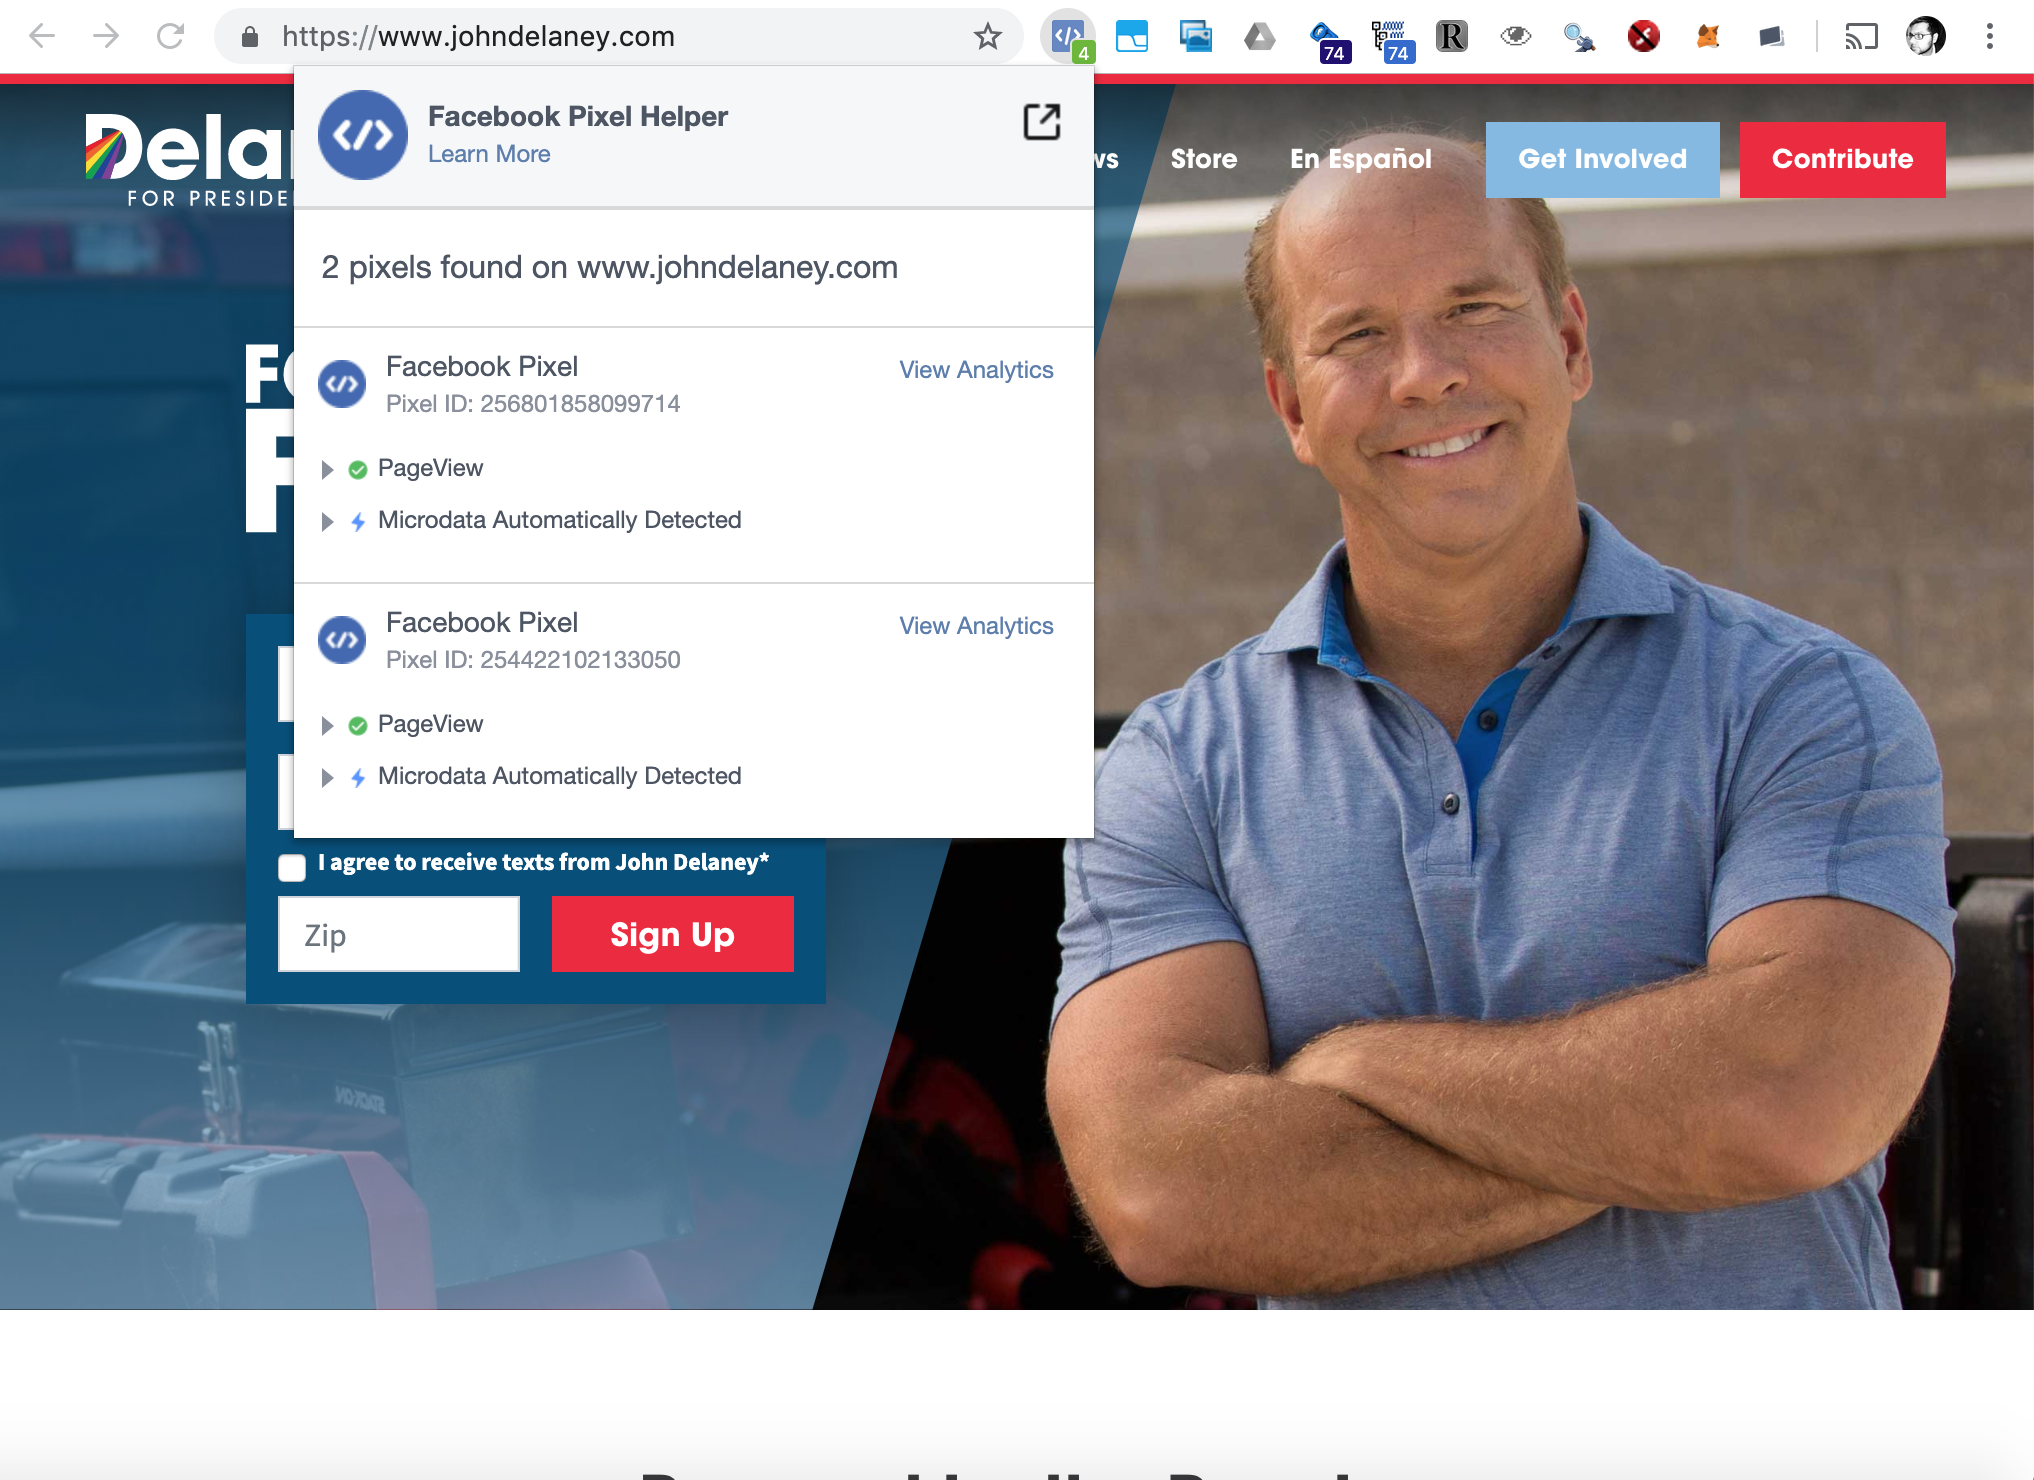 https://www.johndelaney.com
4
74
74
R
Facebook Pixel Helper
Learn More
FOR
Store
En Español
Get Involved
Contribute
2 pixels found on www.johndelaney.com
Facebook Pixel
View Analytics
Pixel ID: 256801858099714
PageView
Microdata Automatically Detected
Facebook Pixel
View Analytics
Pixel ID: 254422102133050
PageView
Microdata Automatically Detected
I agree to receive texts from John Delaney*
Zip
Sign Up
STACK-ON